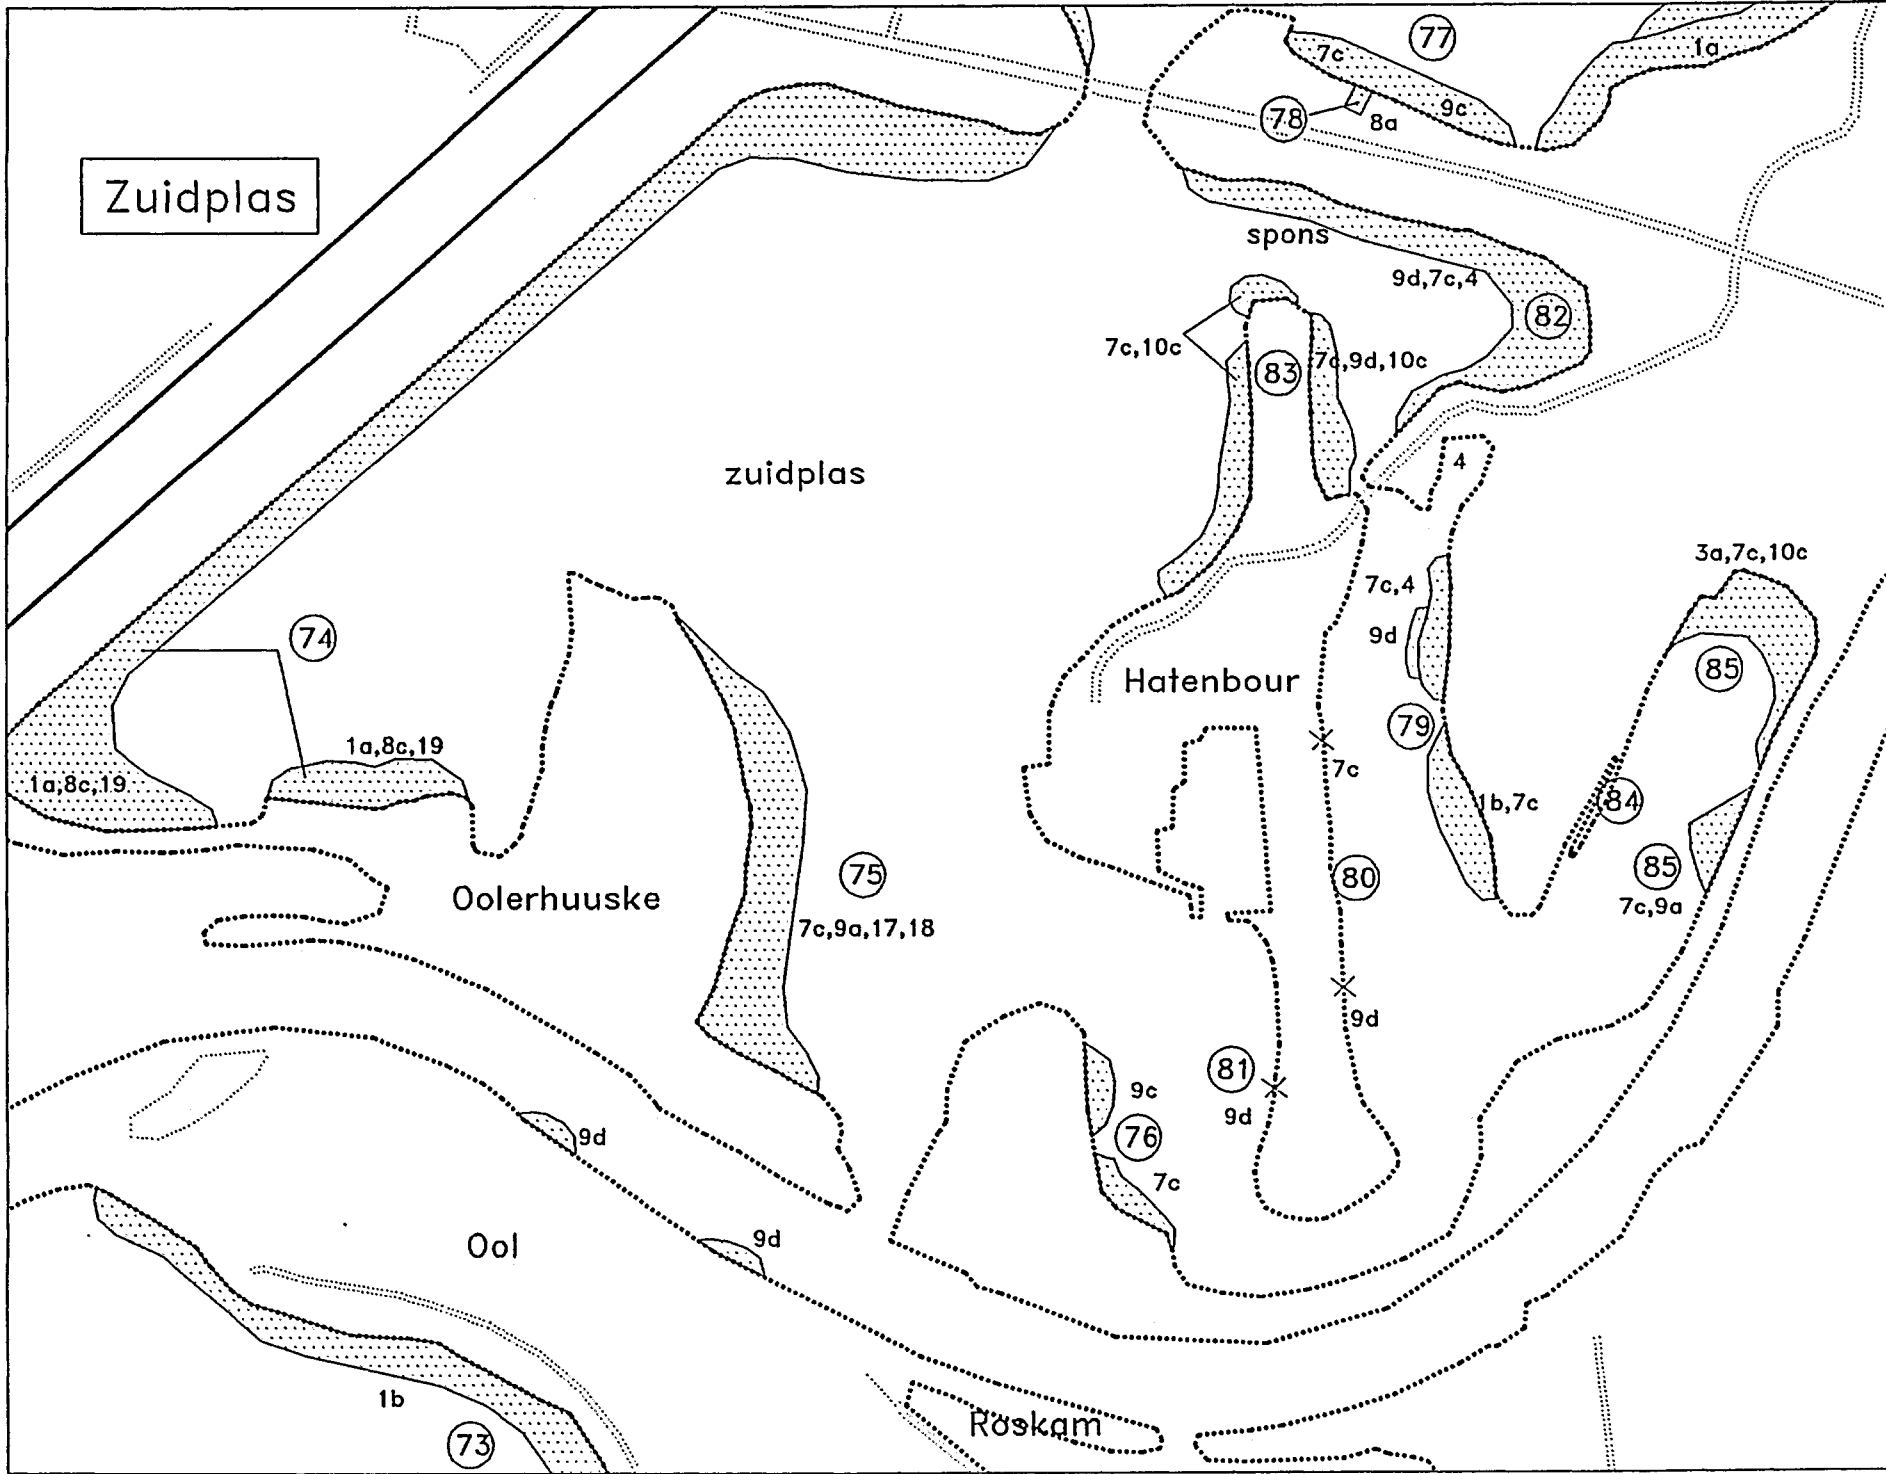 77
7c
1a
78
8a
9c
Zuidplas
spons
9d,7c,4
82
7c,10c
83
7c,9d,10c
4
zuidplas
3a,7c,10c
7c,4
74
9d
Hatenbour
85
79
1a,8c,19
7c
1a,8c,19
1b,7c
84
75
80
85
Oolerhuuske
7c,9a
7c,9a,17,18
9d
81
9c
9d
76
9d
7c
9d
Ool
1b
Roskam
73